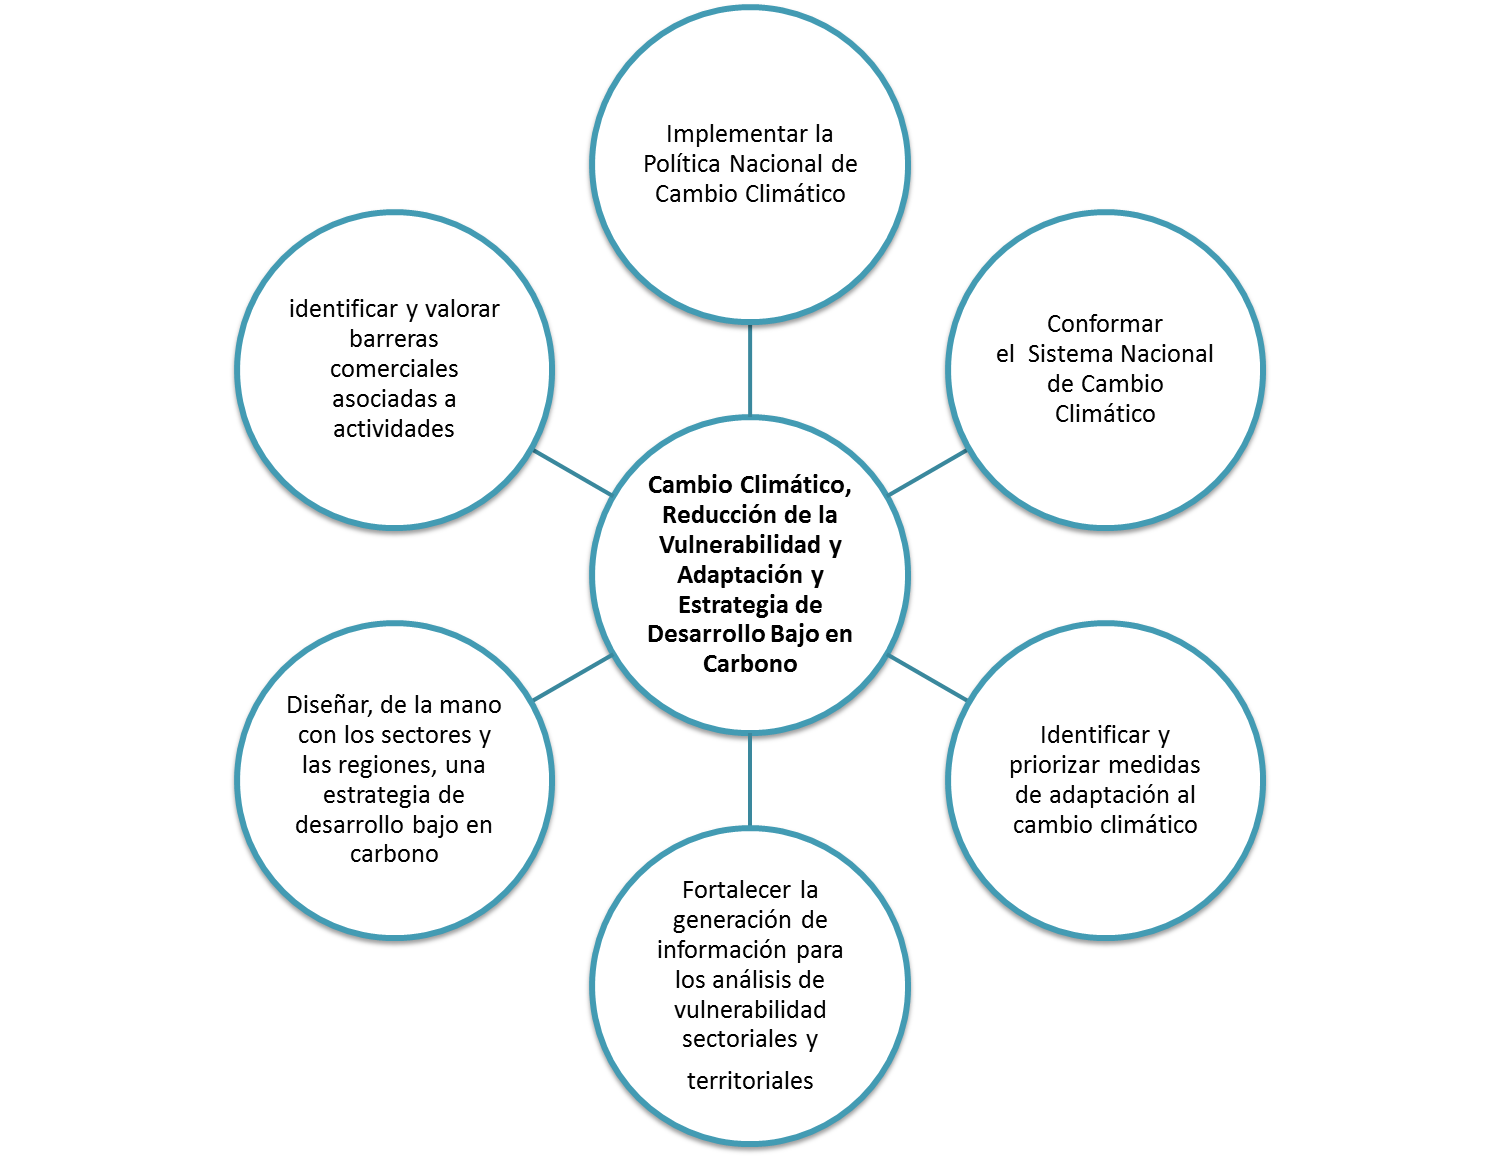 Implementar la
Política Nacional de
Cambio Climático
identificar y valorar
barreras
comerciales
asociadas a
actividades
Conformar
el  Sistema Nacional
de Cambio
Climático
Cambio Climático,
Reducción de la
Vulnerabilidad y
Adaptación y
Estrategia de
Desarrollo Bajo en
Carbono
Diseñar, de la mano
con los sectores y
las regiones, una
estrategia de
desarrollo bajo en
carbono
Identificar y
priorizar medidas
de adaptación al
cambio climático
Fortalecer la
generación de
información para
los análisis de
vulnerabilidad
sectoriales y
territoriales